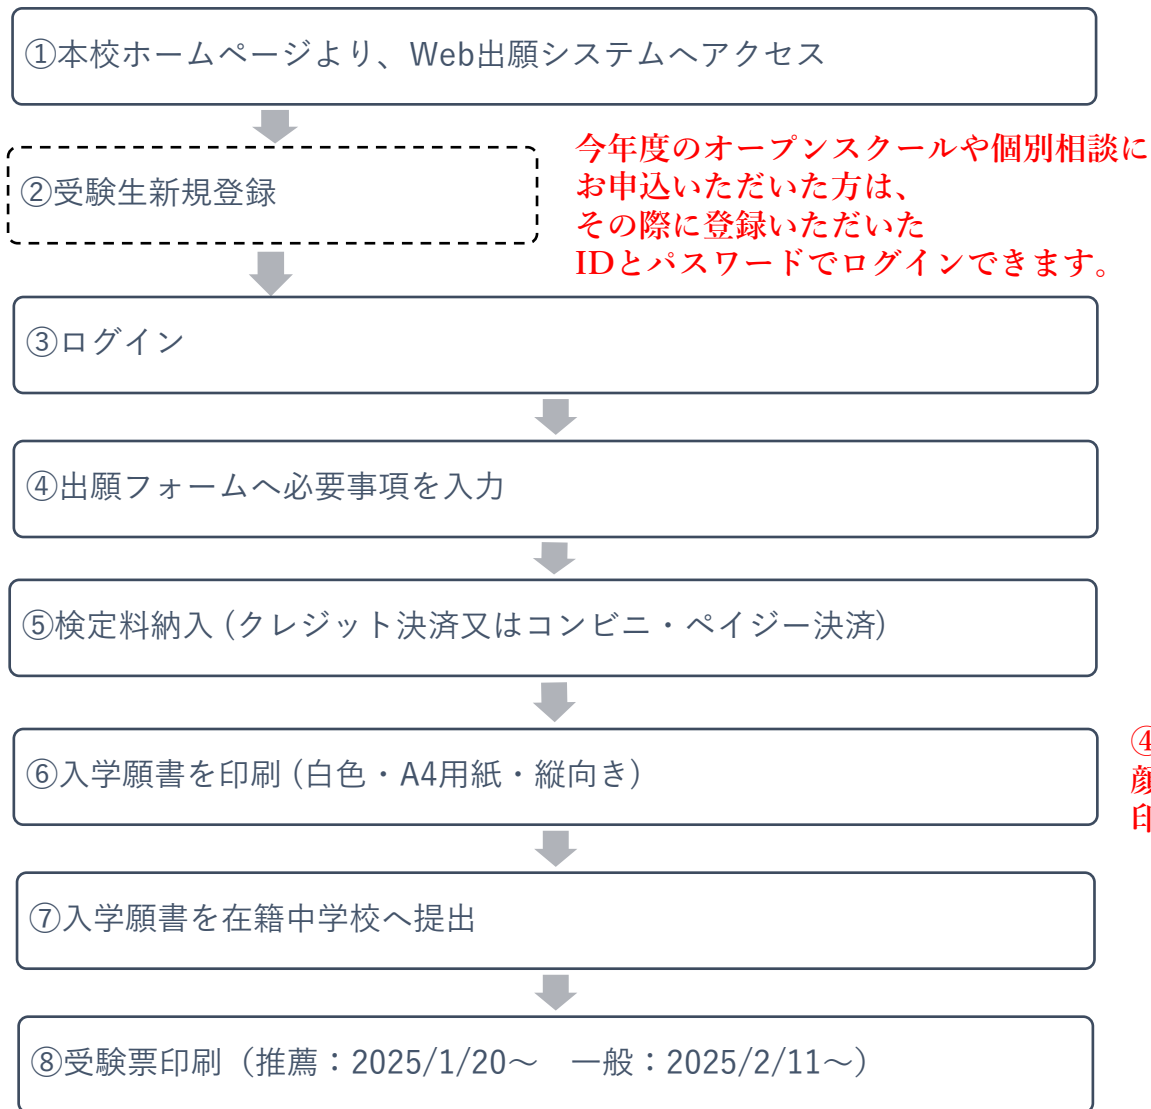 ①本校ホームページより、Web出願システムへアクセス
②受験生新規登録
今年度のオープンスクールや個別相談に
お申込いただいた方は、
その際に登録いただいた
IDとパスワードでログインできます。
③ログイン
④出願フォームへ必要事項を入力
⑤検定料納入 (クレジット決済又はコンビニ・ペイジー決済)
⑥入学願書を印刷 (白色・A4用紙・縦向き)
④
顔
印
⑦入学願書を在籍中学校へ提出
⑧受験票印刷（推薦：2025/1/20～　一般：2025/2/11～）